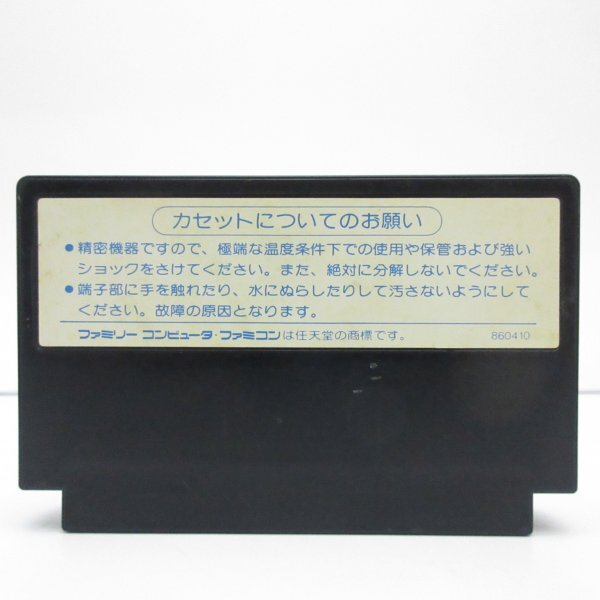 カセットについてのお願い
●精密機器ですので、極端な温度条件下での使用や保管および強い
ショックをさけてください。また、絶対に分解しないでください。
●端子部に手を触れたり、水にぬらしたりして汚さないようにして
ください。故障の原因となります。
ファミリー コンピュータ・ファミコンは任天堂の商標です。 860410